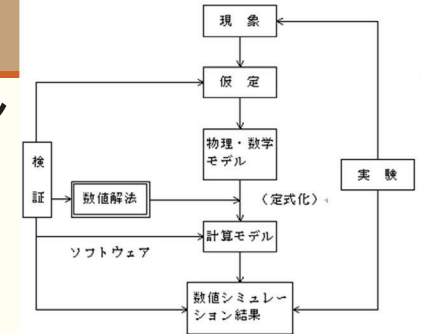 現 象
仮 定
物理・数学
モデル
検
証
数値解法
(定式化)
実 験
ソフトウェア
計算モデル
数値シミュレー
ション結果